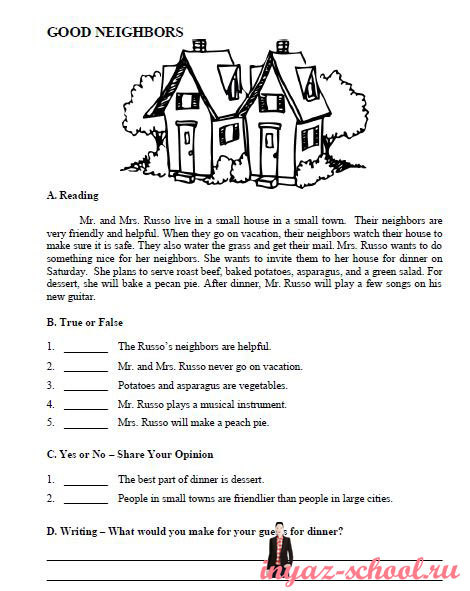 GOOD NEIGHBORS
A. Reading
Mr. and Mrs. Russo live in a small house in a small town. Their neighbors are
very friendly and helpful. When they go on vacation, their neighbors watch their house to
make sure it is safe. They also water the grass and get their mail. Mrs. Russo wants to do
something nice for her neighbors. She wants to invite them to her house for dinner on
Saturday. She plans to serve roast beef, baked potatoes, asparagus, and a green salad. For
dessert, she will bake a pecan pie. After dinner, Mr. Russo will play a few songs on his
new guitar.
B. True or False
1. ________ The Russo's neighbors are helpful.
2. ________ Mr. and Mrs. Russo never go on vacation.
3. ________ Potatoes and asparagus are vegetables.
4. ________ Mr. Russo plays a musical instrument.
5. ________ Mrs. Russo will make a peach pie.
C. Yes or No – Share Your Opinion
1. ________ The best part of dinner is dessert.
2. ________ People in small towns are friendlier than people in large cities.
D. Writing – What would you make for your guests for dinner?
inyaz-school.ru